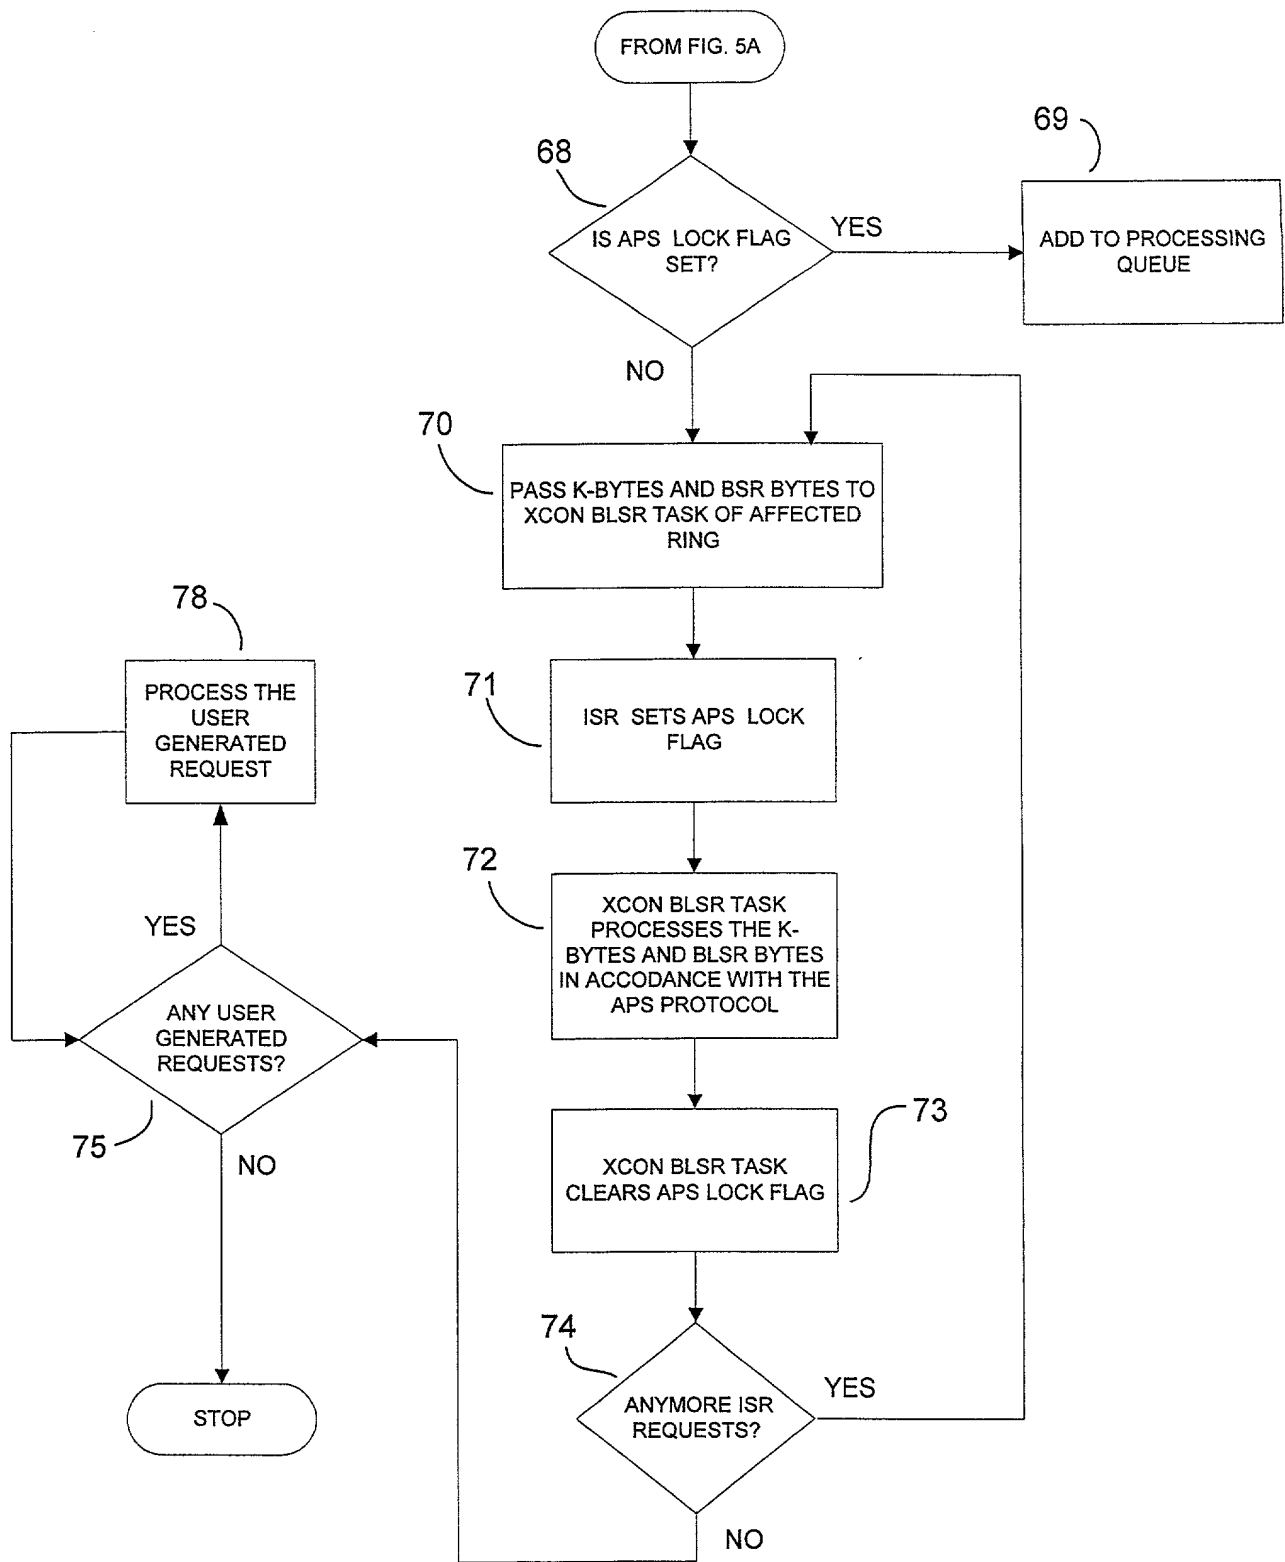 FROM FIG. 5A
68
IS APS LOCK FLAG
SET?
YES
69
ADD TO PROCESSING
QUEUE
NO
70
PASS K-BYTES AND BSR BYTES TO
XCON BLSR TASK OF AFFECTED
RING
71
ISR SETS APS LOCK
FLAG
72
XCON BLSR TASK
PROCESSES THE K-
BYTES AND BLSR BYTES
IN ACCODANCE WITH THE
APS PROTOCOL
73
XCON BLSR TASK
CLEARS APS LOCK FLAG
74
ANYMORE ISR
REQUESTS?
YES
NO
78
PROCESS THE
USER
GENERATED
REQUEST
YES
ANY USER
GENERATED
REQUESTS?
75
NO
STOP